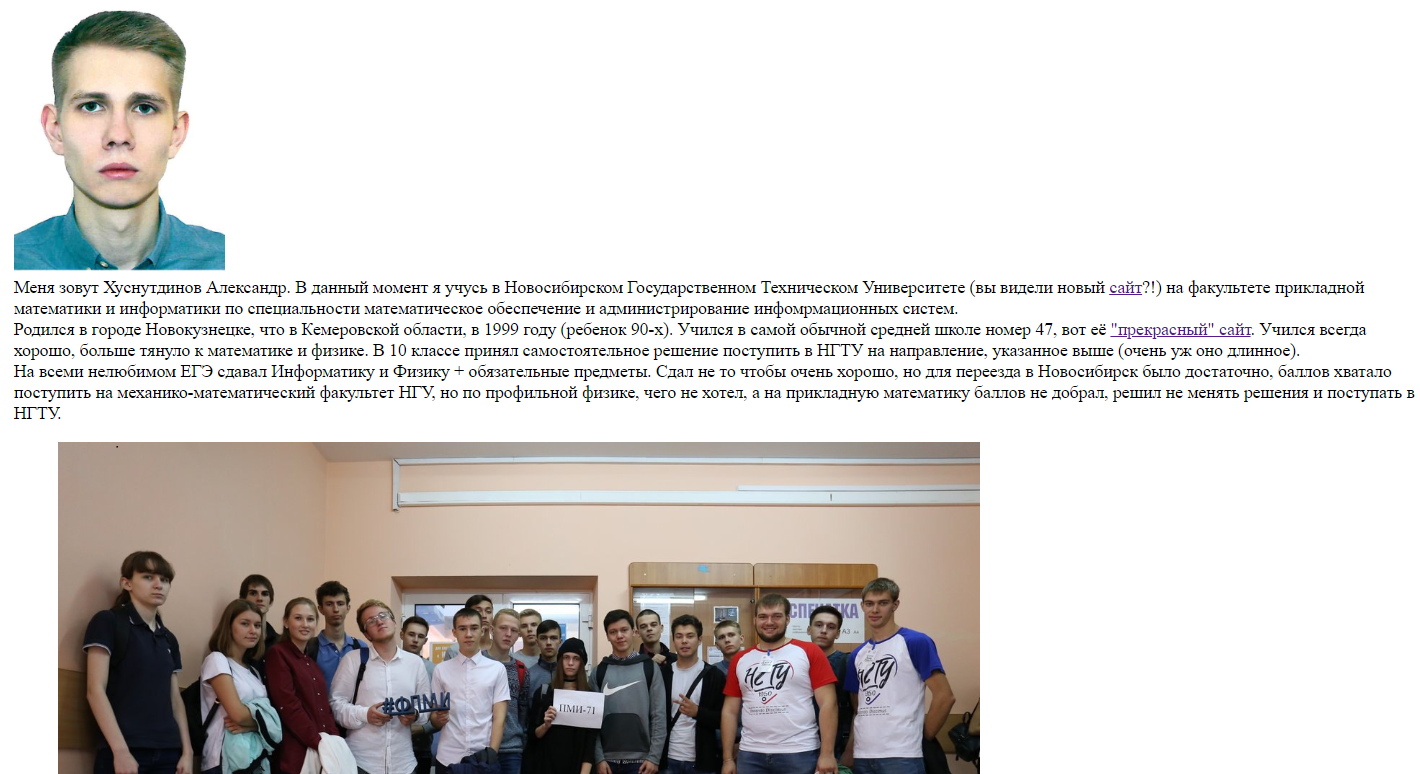 Меня зовут Хуснутдинов Александр. В данный момент я учусь в Новосибирском Государственном Техническом Университете (вы видели новый сайт?!) на факультете прикладной
математики и информатики по специальности математическое обеспечение и администрирование инфомрмационных систем.
Родился в городе Новокузнецке, что в Кемеровской области, в 1999 году (ребенок 90-х). Учился в самой обычной средней школе номер 47, вот её "прекрасный" сайт. Учился всегда
хорошо, больше тянуло к математике и физике. В 10 классе принял самостоятельное решение поступить в НГТУ на направление, указанное выше (очень уж оно длинное).
На всеми нелюбимом ЕГЭ сдавал Информатику и Физику + обязательные предметы. Сдал не то чтобы очень хорошо, но для переезда в Новосибирск было достаточно, баллов хватало
поступить на механико-математический факультет НГУ, но по профильной физике, чего не хотел, а на прикладную математику баллов не добрал, решил не менять решения и поступать в
НГТУ.
СПЕЧАТКА
А3
#ФПМИ
ПМИ-71
НГТУ
1950
НГТУ
1950